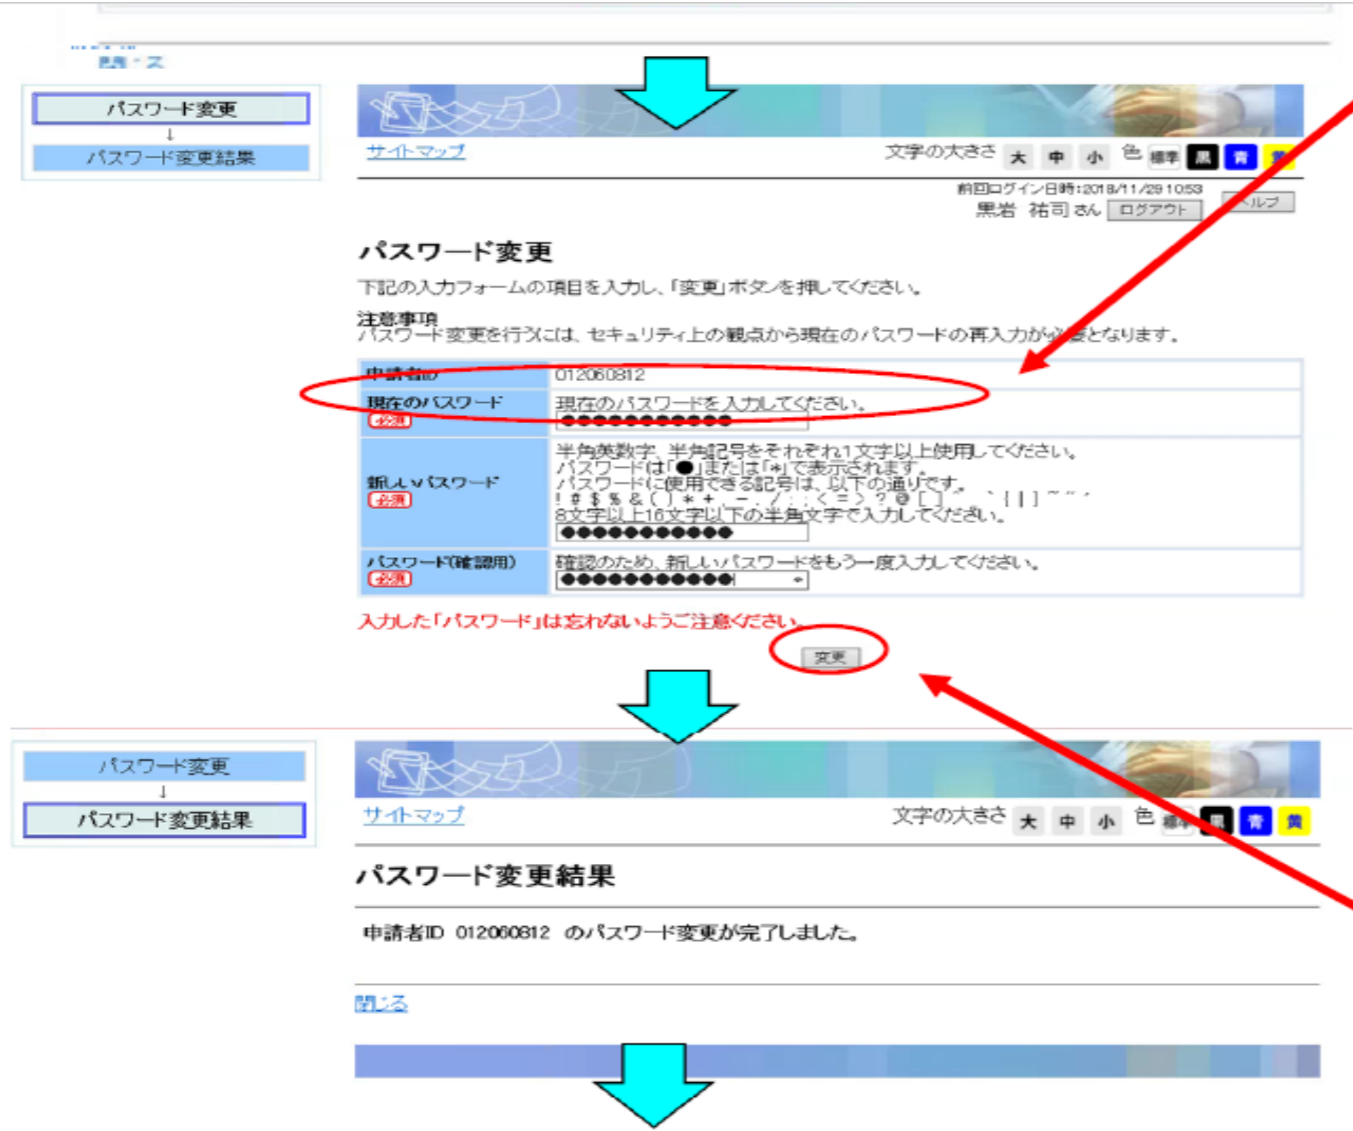 パスワード変更
↓
パスワード変更結果
サイトマップ
文字の大きさ 大 中 小 色 標準 黒 青 黄
前回ログイン日時:2018/11/29 10:53
黒岩 祐司 さん ログアウト ヘルプ
パスワード変更
下記の入力フォームの項目を入力し、「変更」ボタンを押してください。
注意事項
パスワード変更を行うには、セキュリティ上の観点から現在のパスワードの再入力が必要となります。
申請者ID 012060812
現在のパスワード 現在のパスワードを入力してください。
必須 ●●●●●●●●●●●
半角英数字、半角記号をそれぞれ1文字以上使用してください。
パスワードは「●」または「*」で表示されます。
新しいパスワード パスワードに使用できる記号は、以下の通りです。
必須 ! # $ % & ( ) * + , - . / : ; < = > ? @ [ ]
8文字以上16文字以下の半角文字で入力してください。
●●●●●●●●●●●
パスワード(確認用) 確認のため、新しいパスワードをもう一度入力してください。
必須 ●●●●●●●●●●●
入力した「パスワード」は忘れないようご注意ください。
変更
パスワード変更
↓
パスワード変更結果
サイトマップ
文字の大きさ 大 中 小 色 標準 黒 青 黄
パスワード変更結果
申請者ID 012060812 のパスワード変更が完了しました。
閉じる